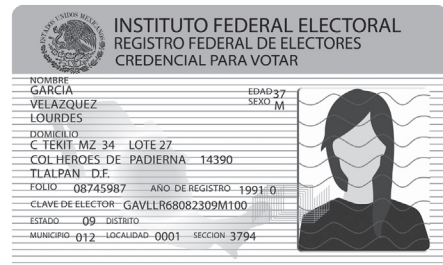 ESTADOS UNIDOS MEXICANOS
INSTITUTO FEDERAL ELECTORAL
REGISTRO FEDERAL DE ELECTORES
CREDENCIAL PARA VOTAR
NOMBRE
GARCIA
VELAZQUEZ
LOURDES
EDAD 37
SEXO M
DOMICILIO
C TEKIT MZ 34 LOTE 27
COL HEROES DE PADIERNA 14390
TLALPAN D.F.
FOLIO 08745987 AÑO DE REGISTRO 1991 0
CLAVE DE ELECTOR GAVLLR68082309M100
ESTADO 09 DISTRITO
MUNICIPIO 012 LOCALIDAD 0001 SECCION 3794